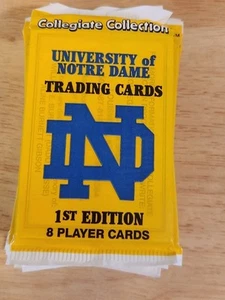 Collegiate Collection
UNIVERSITY of
NOTRE DAME
TRADING CARDS
ND
1ST EDITION
8 PLAYER CARDS